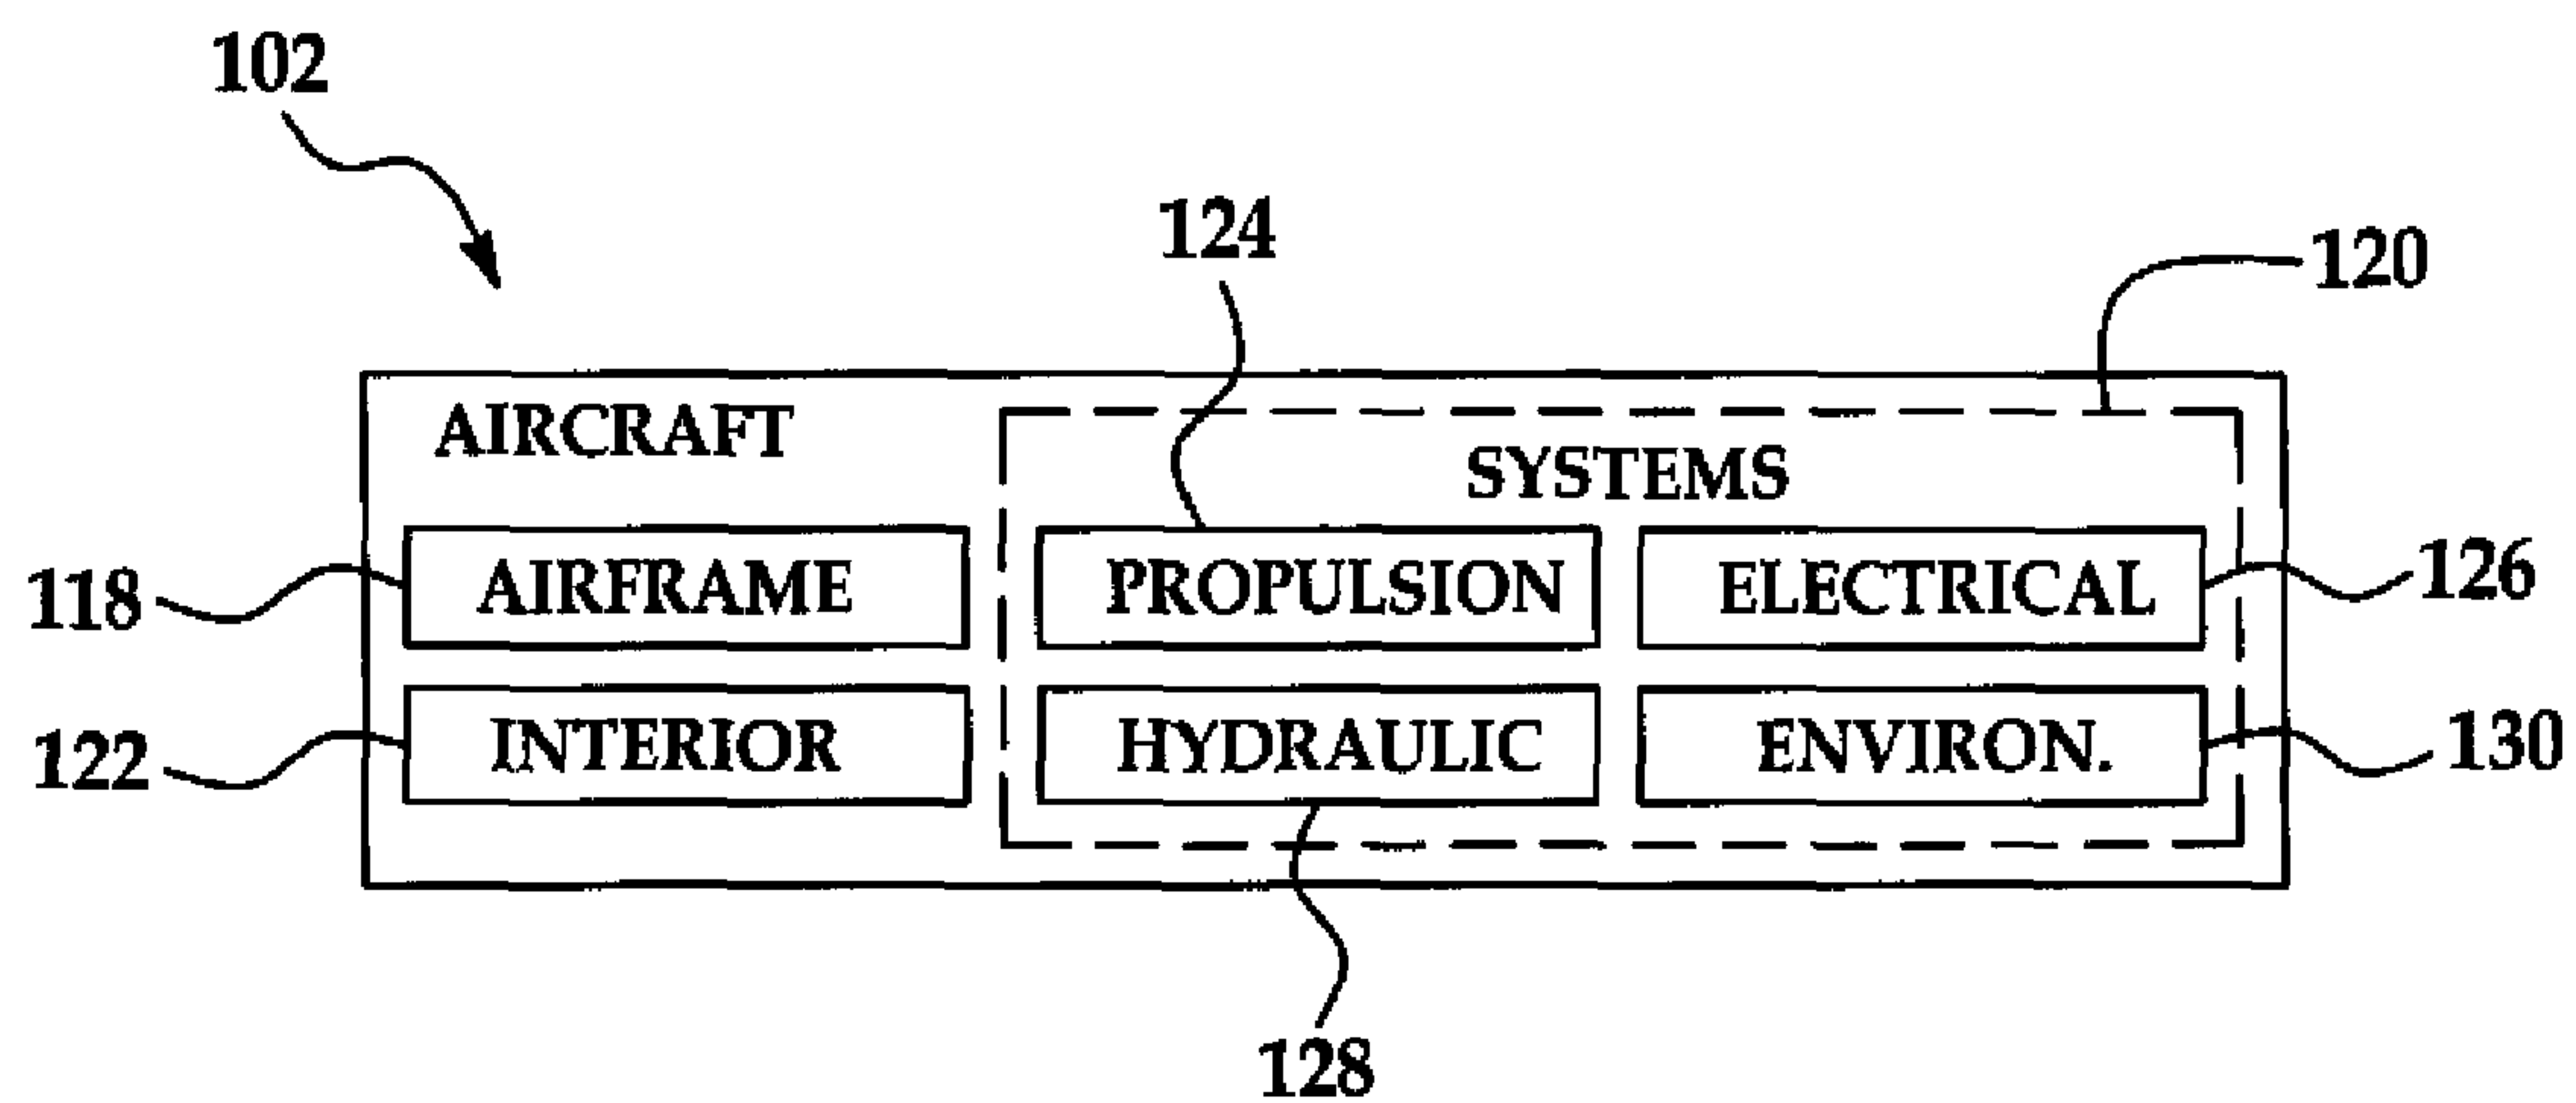 102
124
120
AIRCRAFT
SYSTEMS
118
AIRFRAME
PROPULSION
ELECTRICAL
126
122
INTERIOR
HYDRAULIC
ENVIRON.
130
128